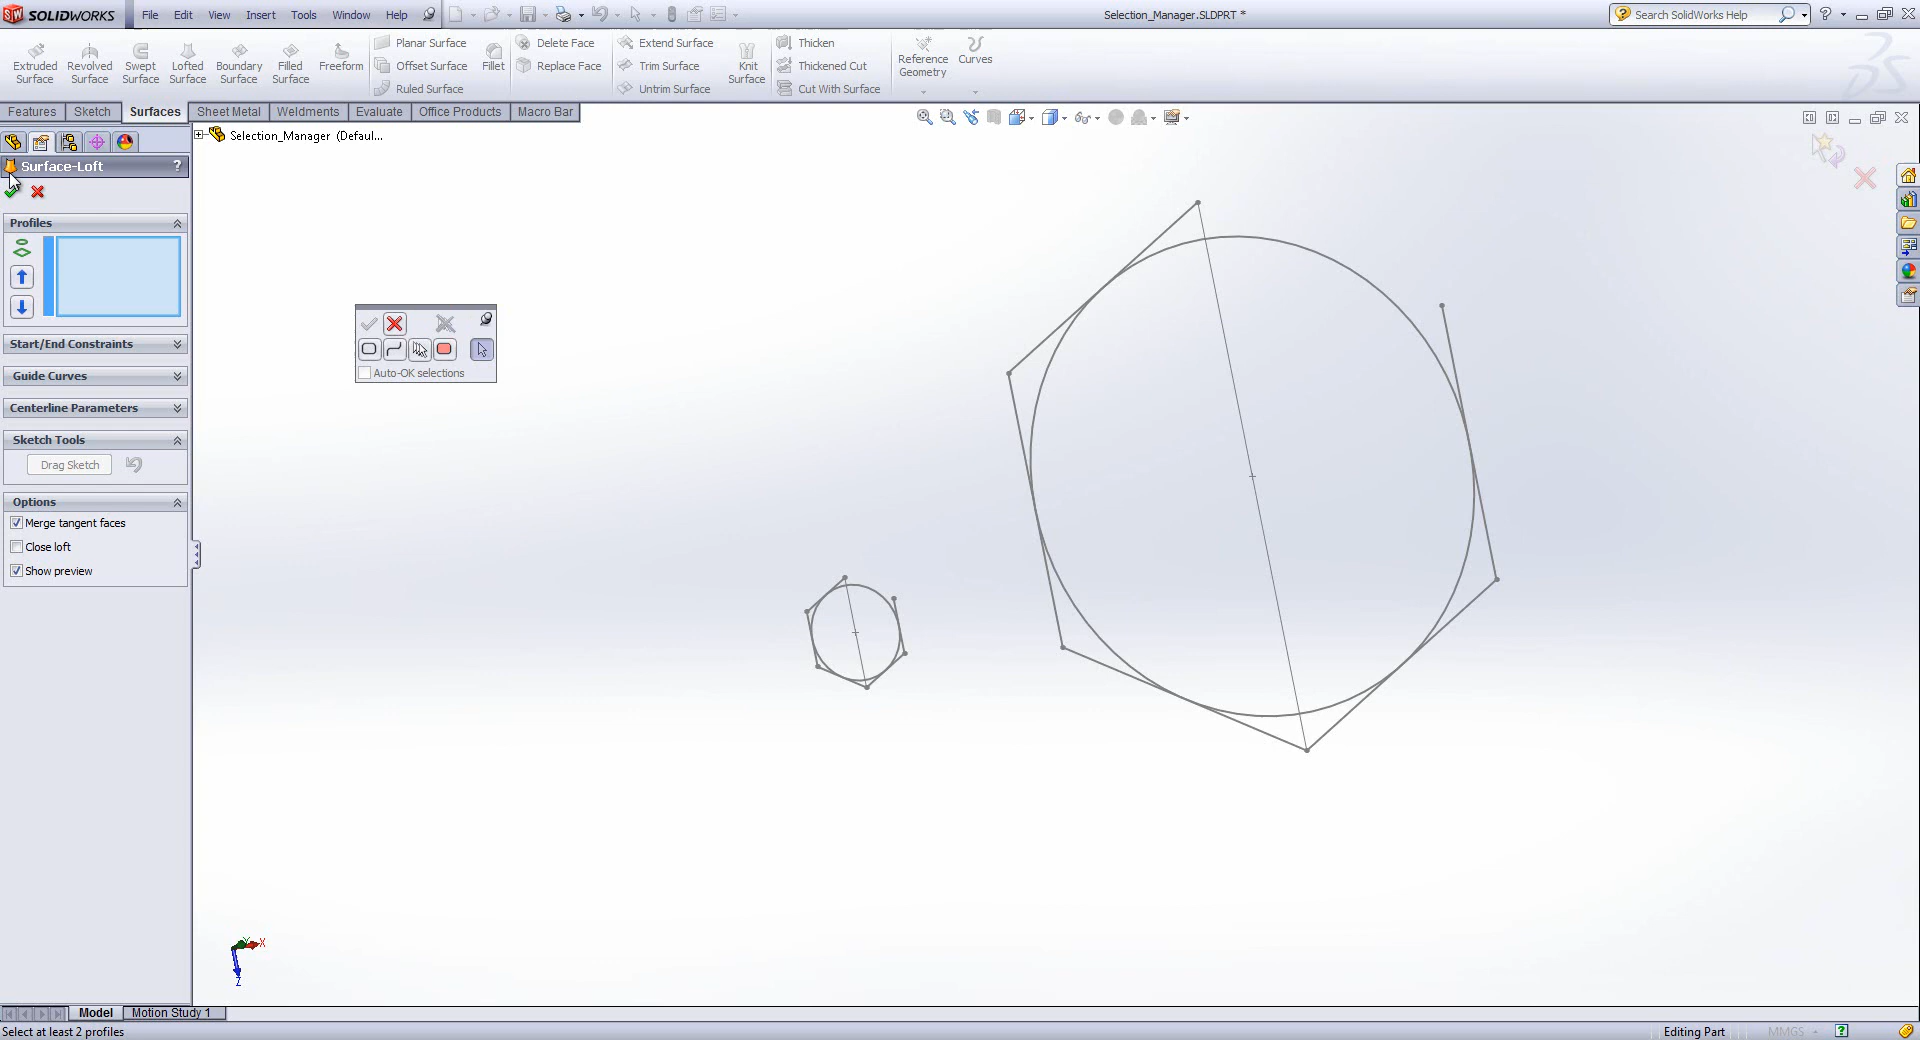 SOLIDWORKS File Edit View Insert Tools Window Help Selection_Manager.SLDPRT * Search SolidWorks Help
Extruded Surface
Revolved Surface
Swept Surface
Lofted Surface
Boundary Surface
Filled Surface
Freeform
Planar Surface
Offset Surface
Ruled Surface
Fillet
Delete Face
Replace Face
Extend Surface
Trim Surface
Untrim Surface
Knit Surface
Thicken
Thickened Cut
Cut With Surface
Reference Geometry
Curves
Features Sketch Surfaces Sheet Metal Weldments Evaluate Office Products Macro Bar
Selection_Manager (Defaul...
Surface-Loft ?
Profiles
Start/End Constraints
Guide Curves
Centerline Parameters
Sketch Tools
Drag Sketch
Options
Merge tangent faces
Close loft
Show preview
Auto-OK selections
Y X
Z
Model Motion Study 1
Select at least 2 profiles Editing Part MMGS